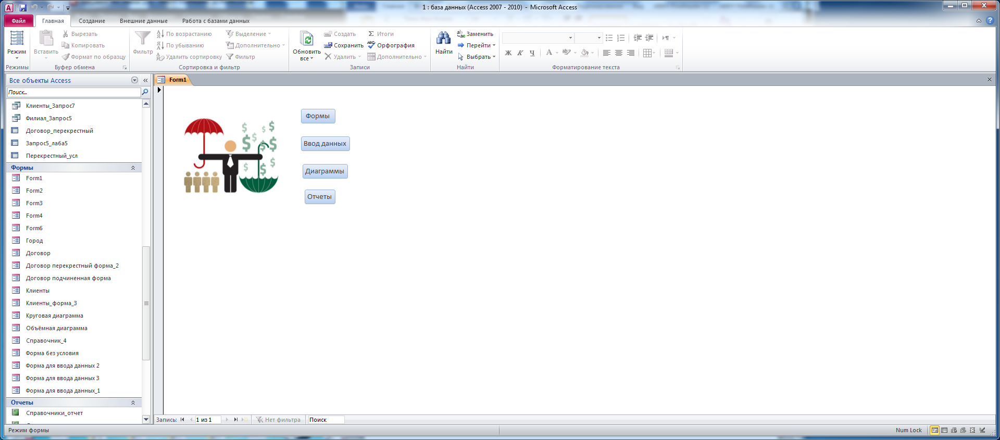 1 : база данных (Access 2007 - 2010) - Microsoft Access
Файл Главная Создание Внешние данные Работа с базами данных
Режим
Режимы
Вставить
Вырезать
Копировать
Формат по образцу
Буфер обмена
Фильтр
По возрастанию
По убыванию
Удалить сортировку
Выделение
Дополнительно
Фильтр
Сортировка и фильтр
Обновить
все
Создать
Сохранить
Удалить
Итоги
Орфография
Дополнительно
Записи
Найти
Заменить
Перейти
Выбрать
Найти
Ж К Ч
Форматирование текста
Все объекты Access
Поиск...
Клиенты_Запрос7
Филиал_Запрос5
Договор_перекрестный
Запрос5_лаба5
Перекрестный_усл
Формы
Form1
Form2
Form3
Form4
Form6
Город
Договор
Договор перекрестный форма_2
Договор подчиненная форма
Клиенты
Клиенты_форма_3
Круговая диаграмма
Объёмная диаграмма
Справочник_4
Форма без условия
Форма для ввода данных 2
Форма для ввода данных 3
Форма для ввода данных_1
Отчеты
Справочники_отчет
Form1
Формы
Ввод данных
Диаграммы
Отчеты
Запись: 1 из 1 Нет фильтра Поиск
Режим формы
Num Lock